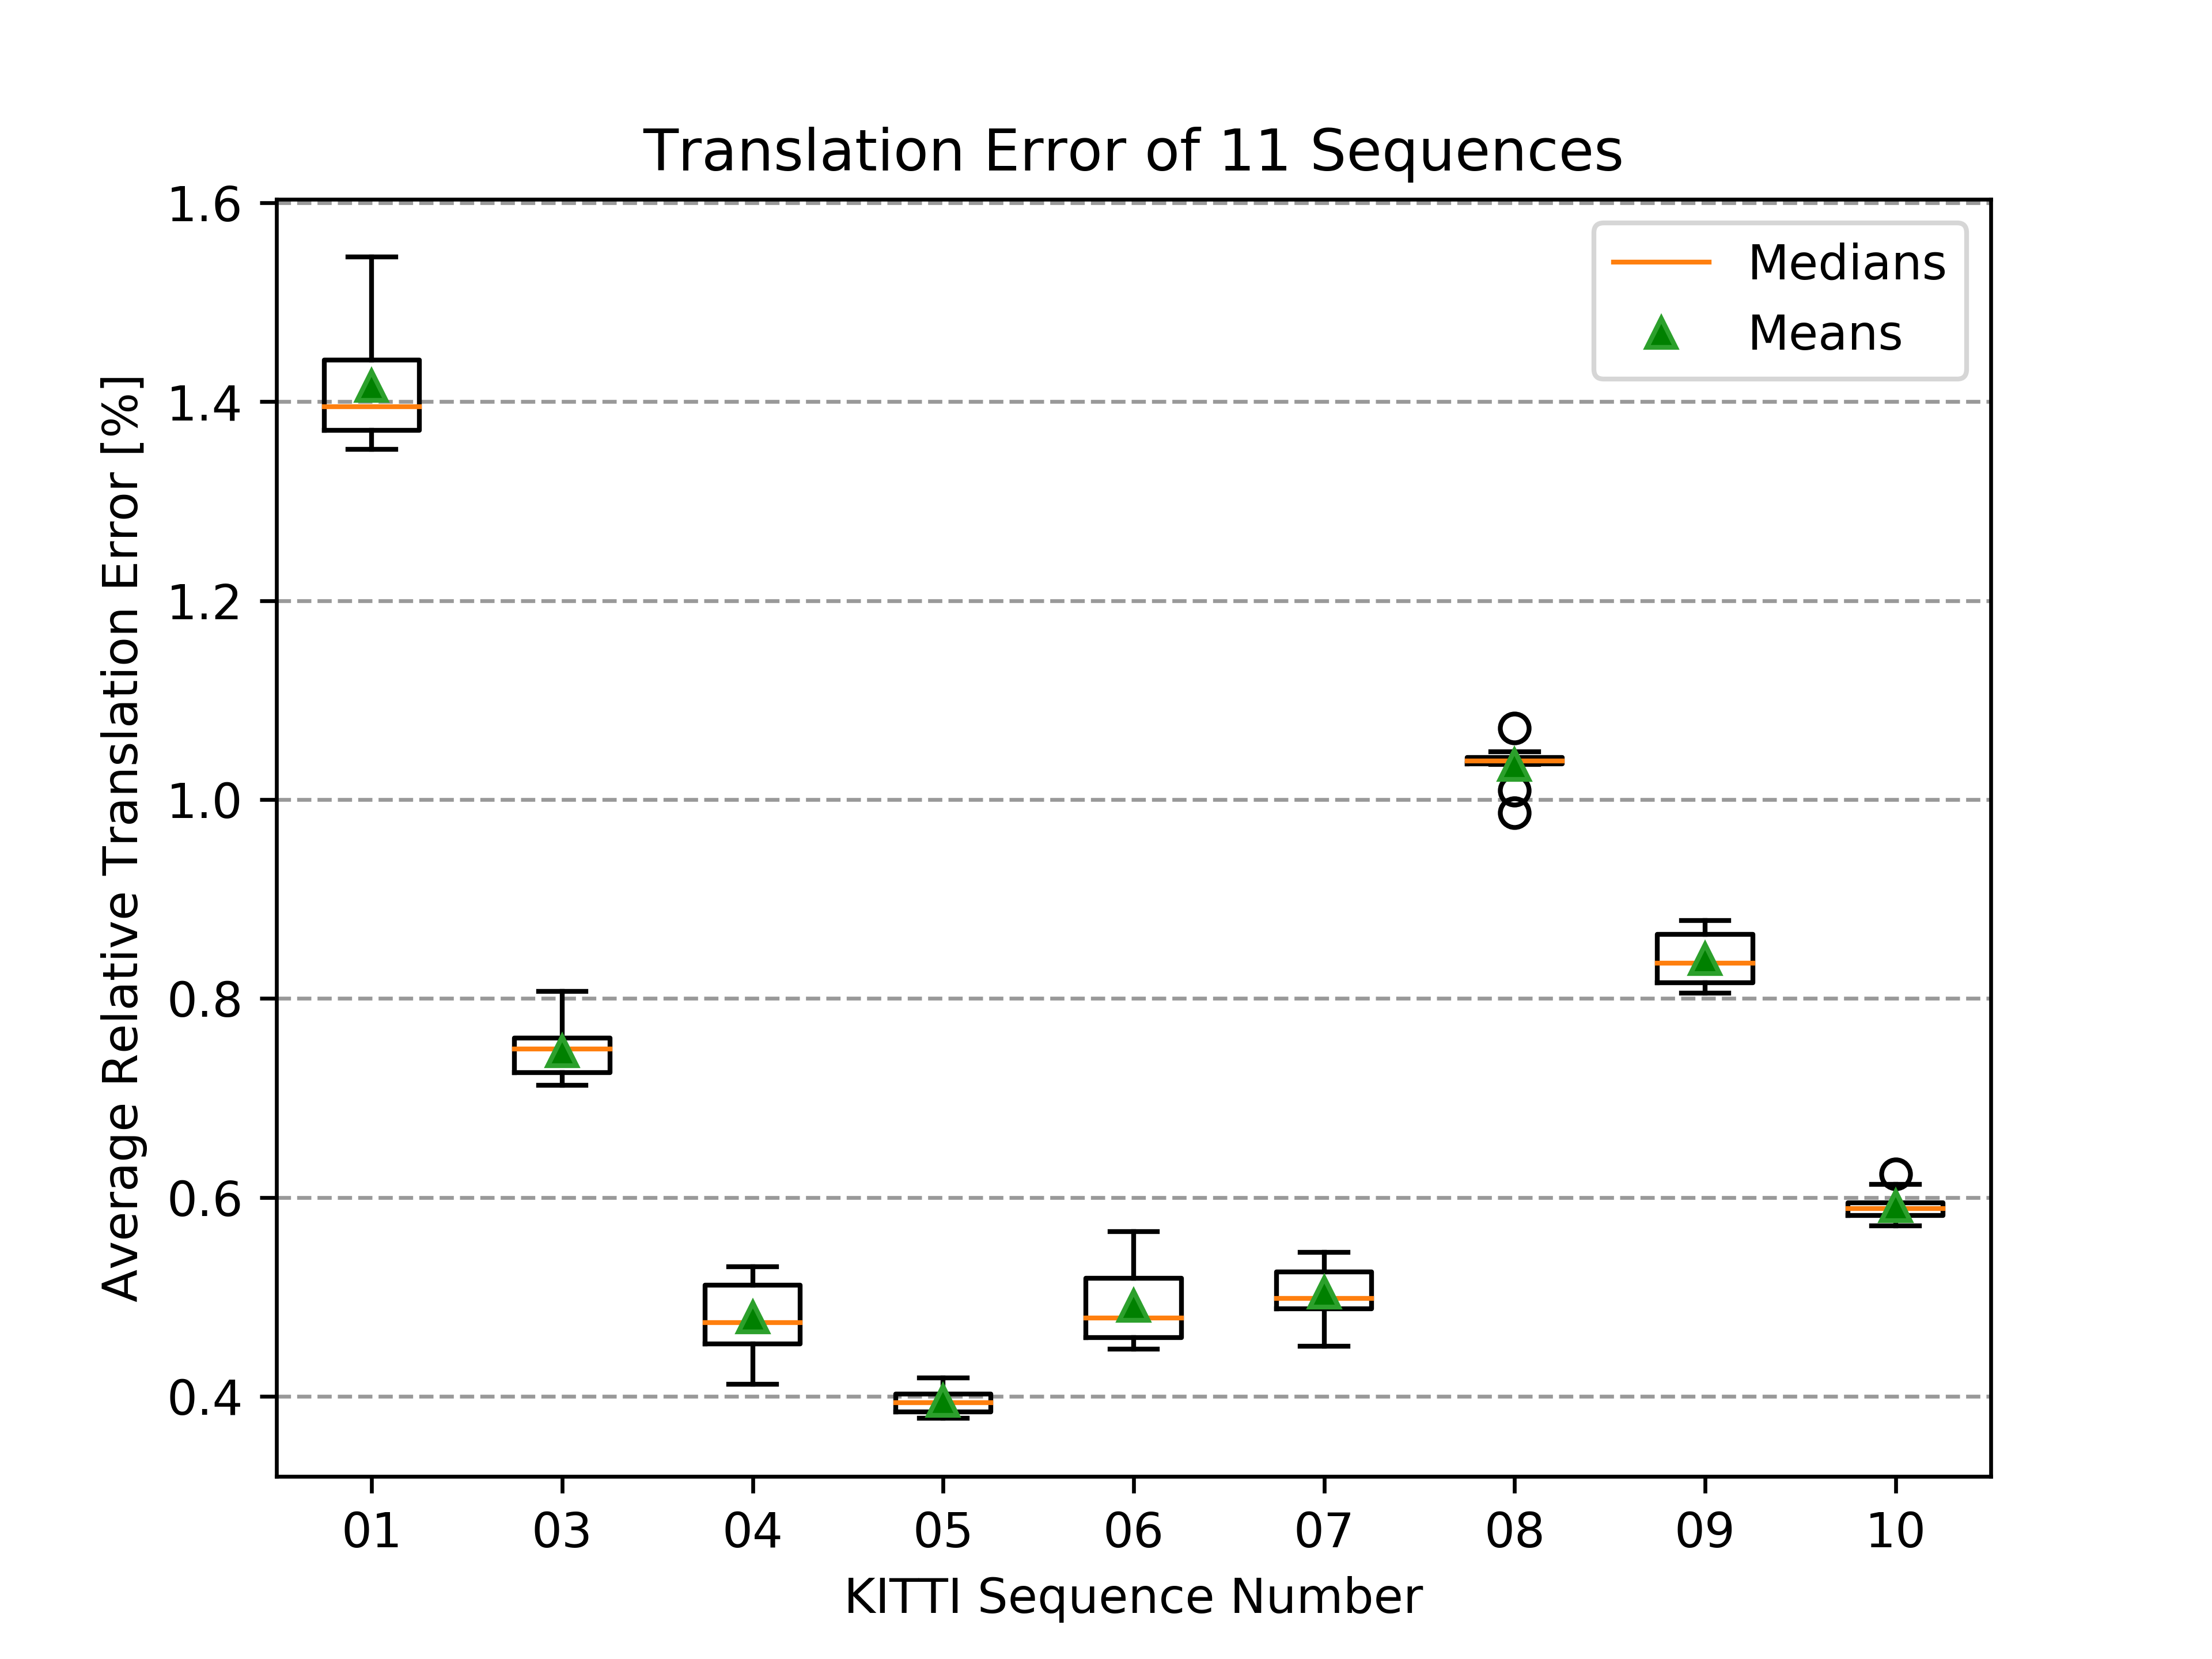 Translation Error of 11 Sequences
Average Relative Translation Error [%]
1.6
1.4
1.2
1.0
0.8
0.6
0.4
Medians
Means
01 03 04 05 06 07 08 09 10
KITTI Sequence Number